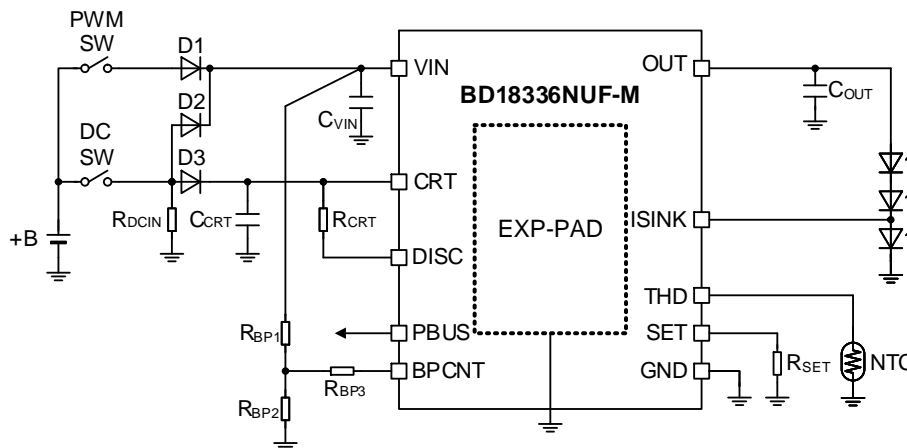 PWM
SW
D1
D2
DC
SW
D3
+B
RDCIN
CCRT
RCRT
CVIN
RBP1
RBP2
RBP3
VIN
CRT
DISC
PBUS
BPCNT
BD18336NUF-M
EXP-PAD
OUT
ISINK
THD
SET
GND
COUT
RSET
NTC